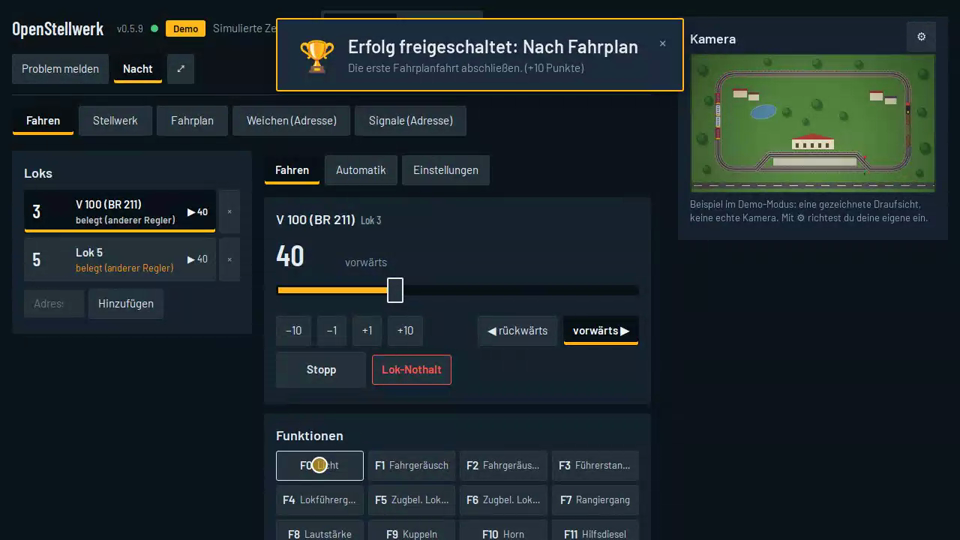 OpenStellwerk v0.5.9 Demo Simulierte Ze
Erfolg freigeschaltet: Nach Fahrplan ×
Die erste Fahrplanfahrt abschließen. (+10 Punkte)
Problem melden Nacht
Kamera
Fahren Stellwerk Fahrplan Weichen (Adresse) Signale (Adresse)
Loks
3 V 100 (BR 211) ▶ 40 ×
belegt (anderer Regler)
5 Lok 5 ▶ 40 ×
belegt (anderer Regler)
Adres Hinzufügen
Fahren Automatik Einstellungen
V 100 (BR 211) Lok 3
40 vorwärts
−10 −1 +1 +10 ◀ rückwärts vorwärts ▶
Stopp Lok-Nothalt
Beispiel im Demo-Modus: eine gezeichnete Draufsicht,
keine echte Kamera. Mit ⚙ richtest du deine eigene ein.
Funktionen
F0 F1 Fahrgeräusch F2 Fahrgeräus... F3 Führerstan...
F4 Lokführerg... F5 Zugbel. Lok... F6 Zugbel. Lok... F7 Rangiergang
F8 Lautstärke F9 Kuppeln F10 Horn F11 Hilfsdiesel